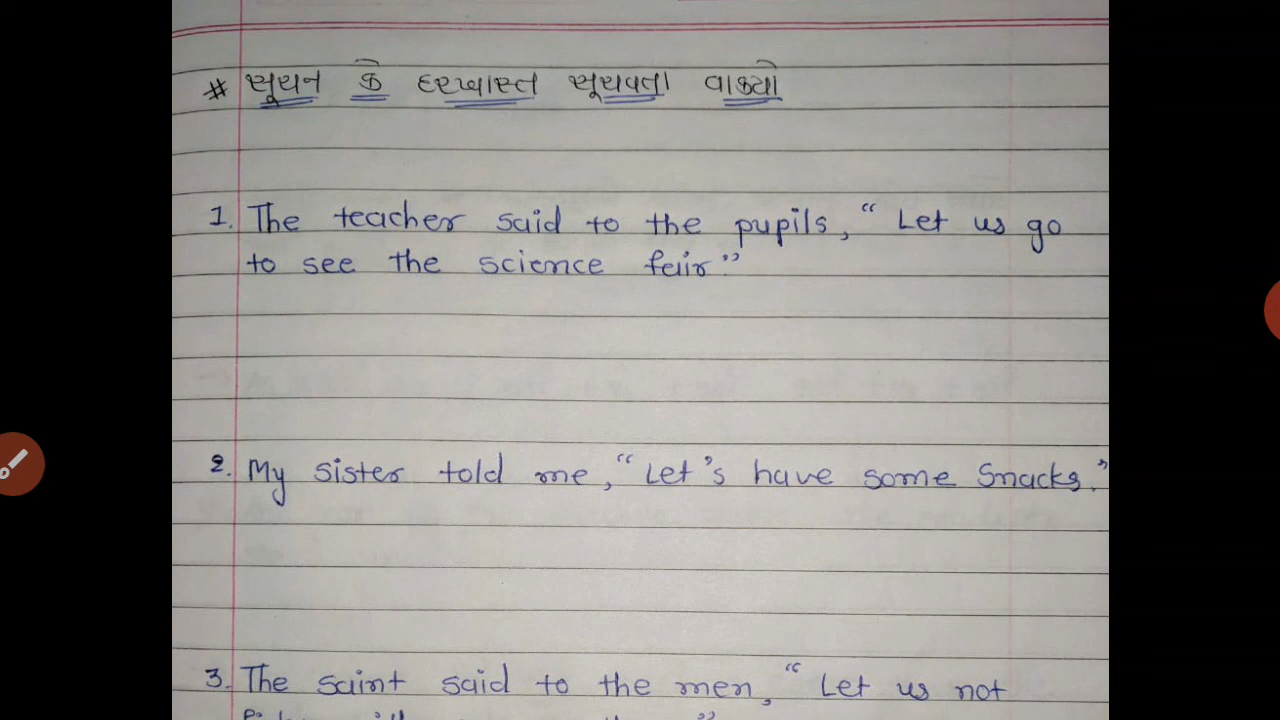 # સૂચન કે દરખાસ્ત સૂચવતા વાક્યો
1. The teacher said to the pupils, “ Let us go
to see the science feir.”
2. My sister told me, “Let's have some Snacks.”
3. The saint said to the men, “ Let us not